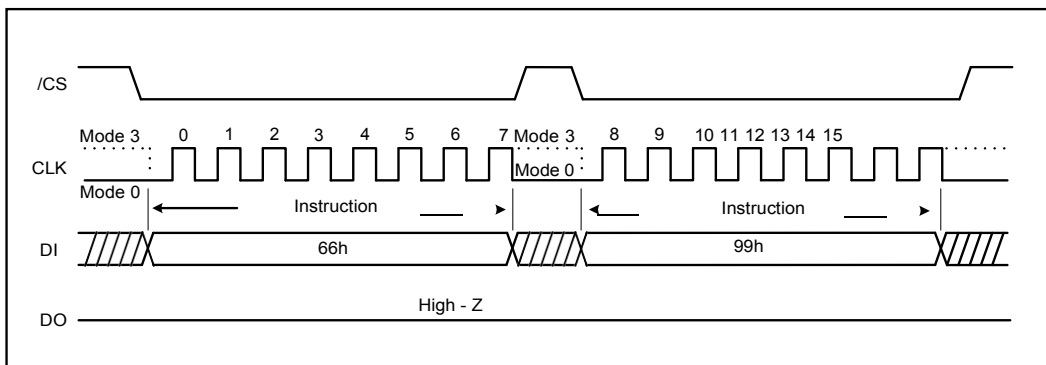 /CS
Mode 3 0 1 2 3 4 5 6 7 Mode 3 8 9 10 11 12 13 14 15
CLK Mode 0
Mode 0
Instruction Instruction
DI 66h 99h
High - Z
DO